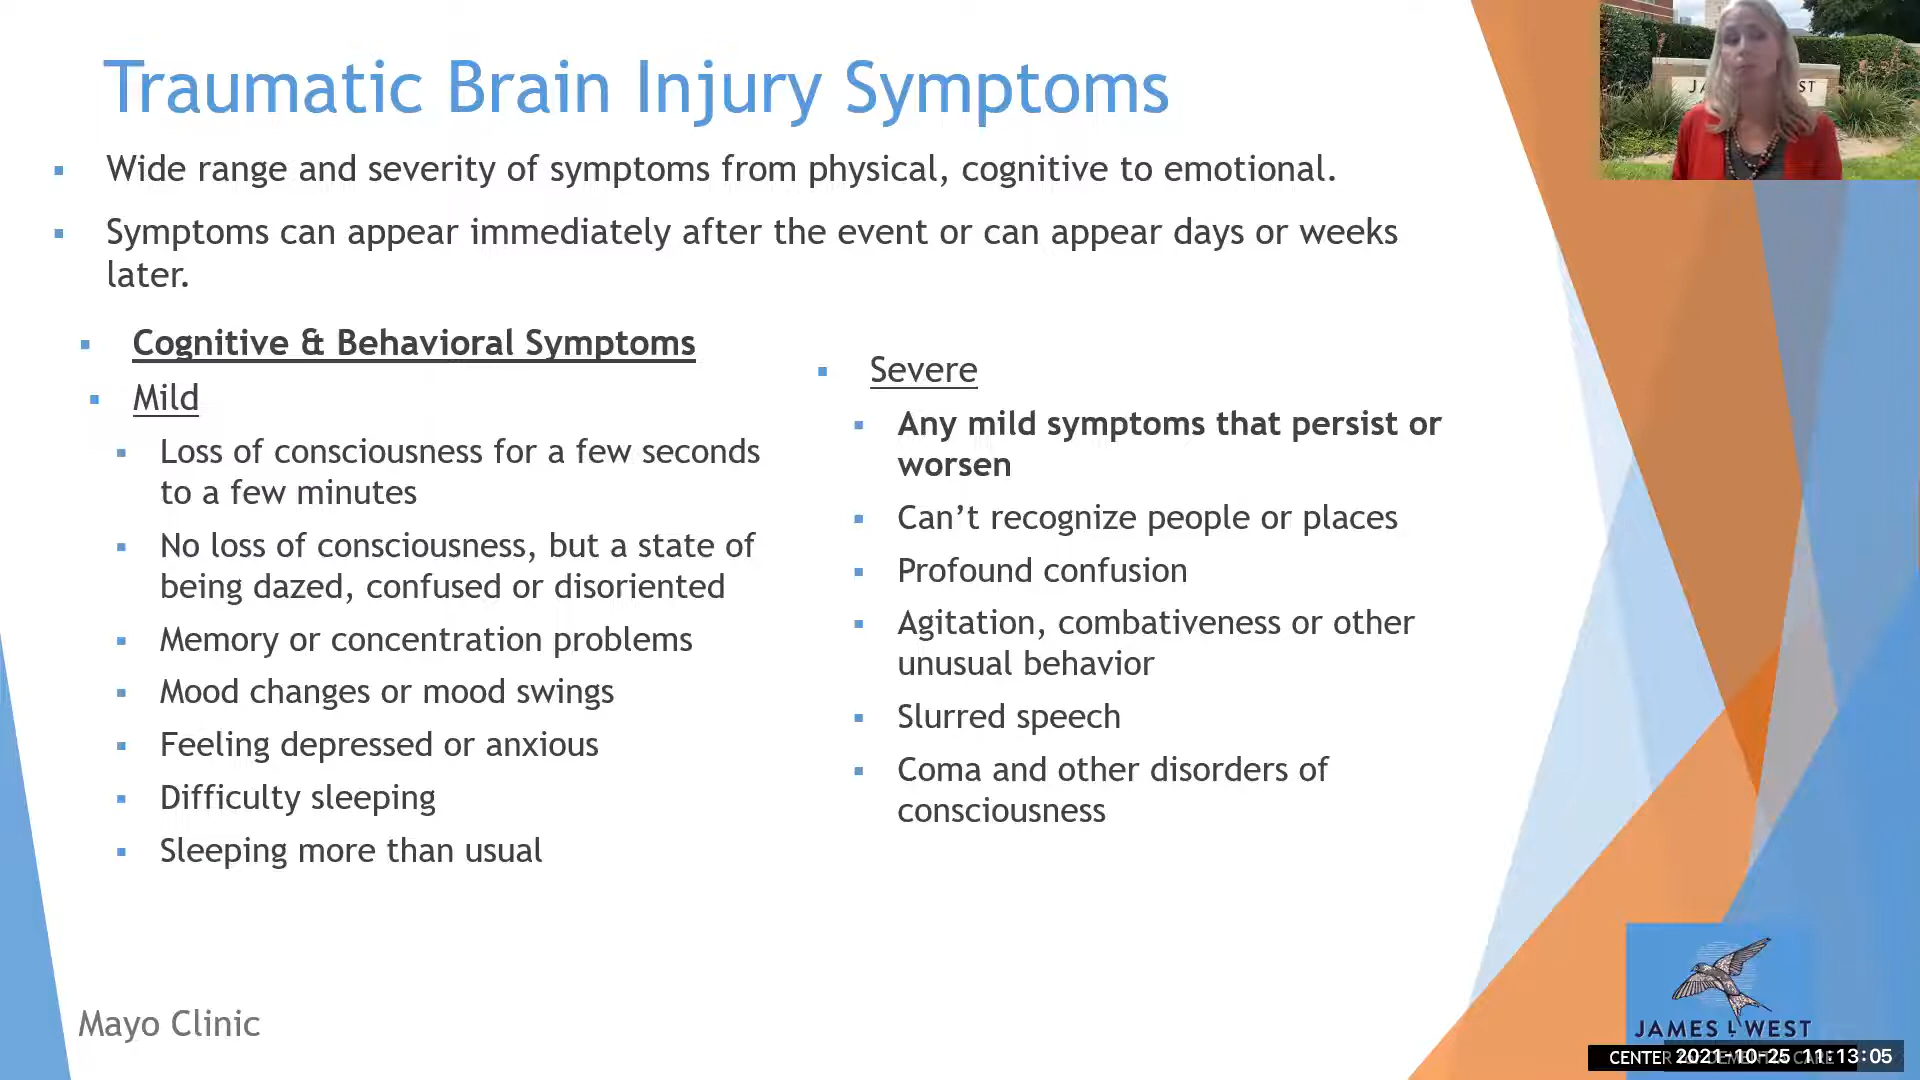 Traumatic Brain Injury Symptoms
Wide range and severity of symptoms from physical, cognitive to emotional.
Symptoms can appear immediately after the event or can appear days or weeks
later.
Cognitive & Behavioral Symptoms
Mild
Loss of consciousness for a few seconds
to a few minutes
No loss of consciousness, but a state of
being dazed, confused or disoriented
Memory or concentration problems
Mood changes or mood swings
Feeling depressed or anxious
Difficulty sleeping
Sleeping more than usual
Severe
Any mild symptoms that persist or
worsen
Can’t recognize people or places
Profound confusion
Agitation, combativeness or other
unusual behavior
Slurred speech
Coma and other disorders of
consciousness
Mayo Clinic
JAMES L WEST
CENTER
2021-10-25 11:13:05